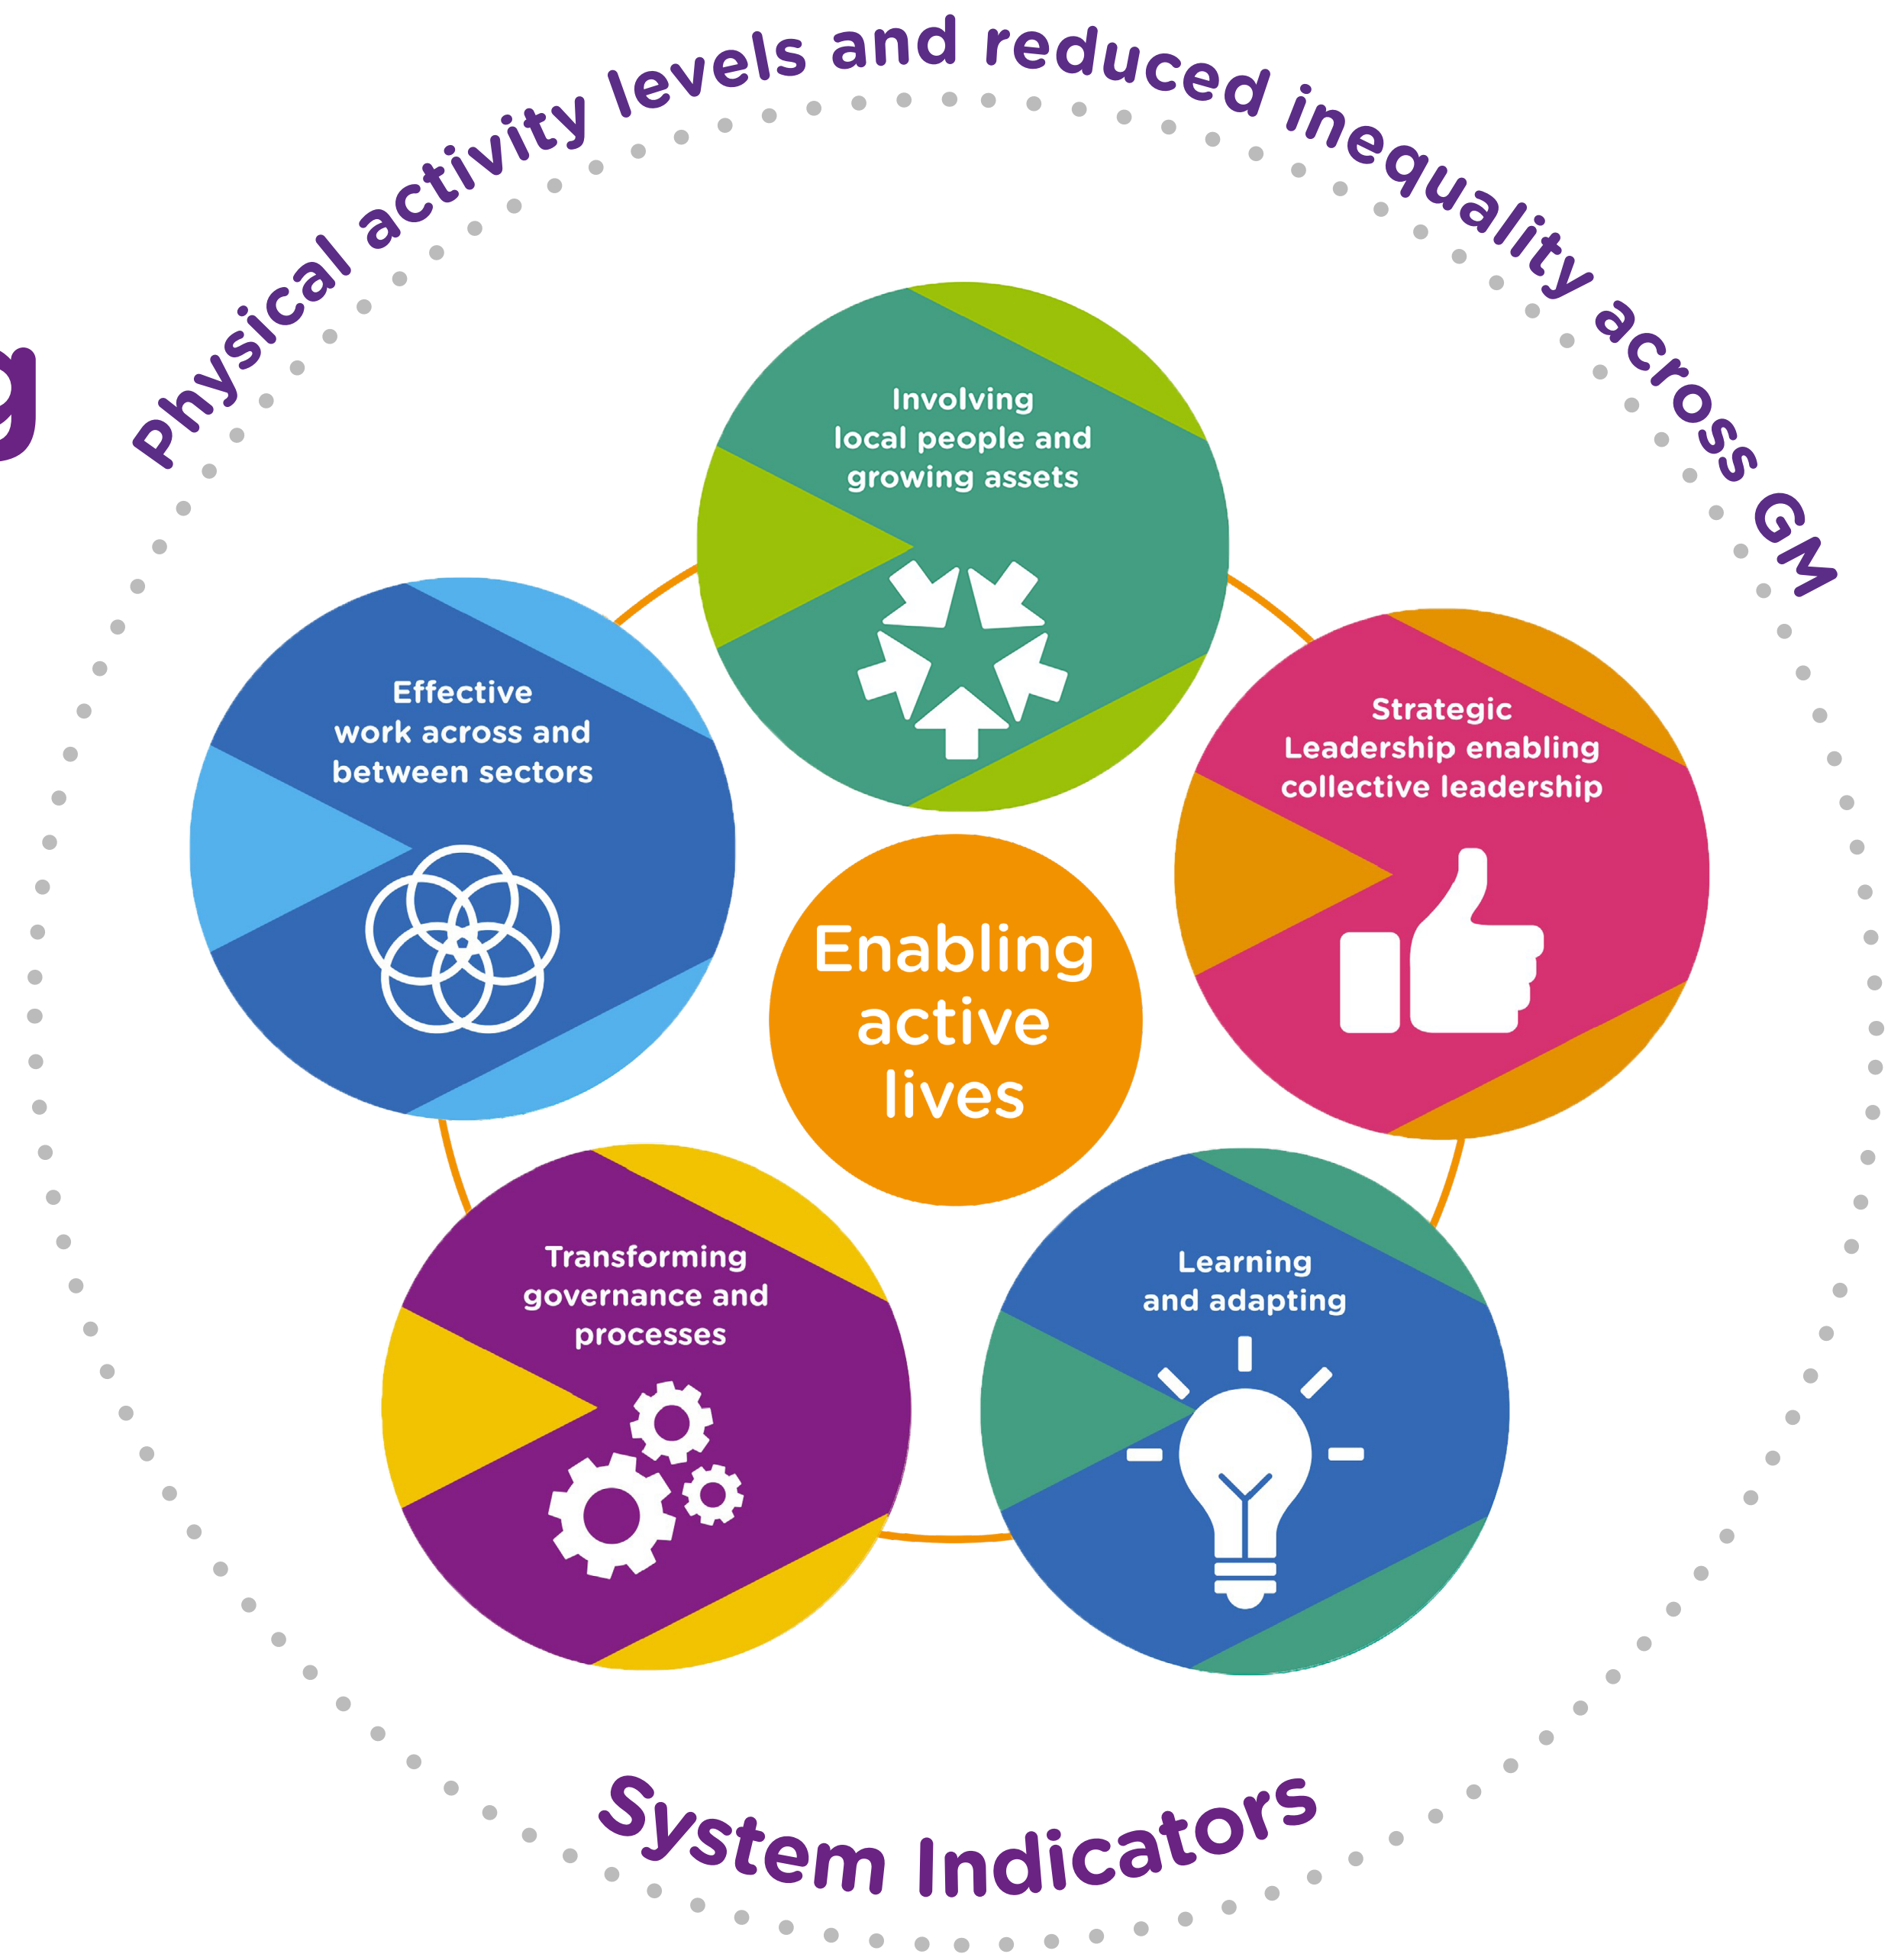 Physical activity levels and reduced inequality across GM
g
Involving
local people and
growing assets
Effective
work across and
between sectors
Strategic
Leadership enabling
collective leadership
Enabling
active
lives
Transforming
governance and
processes
Learning
and adapting
System Indicators